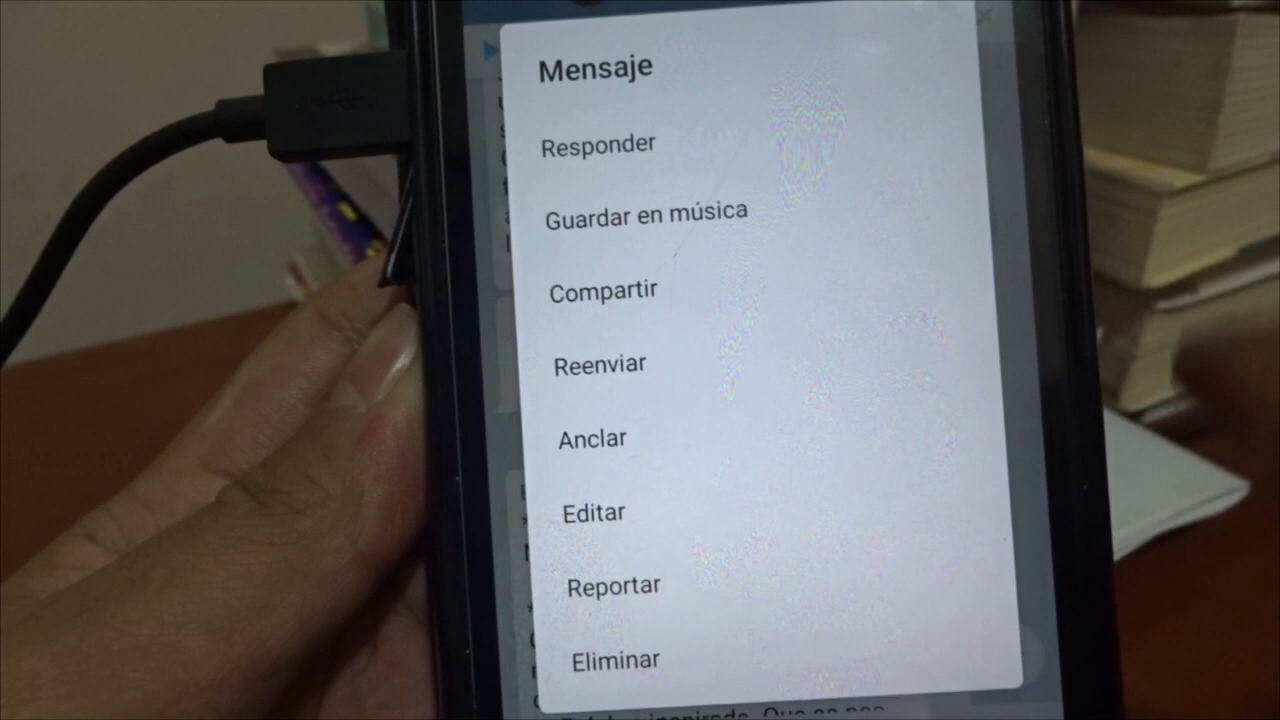 Mensaje
Responder
Guardar en música
Compartir
Reenviar
Anclar
Editar
Reportar
Eliminar